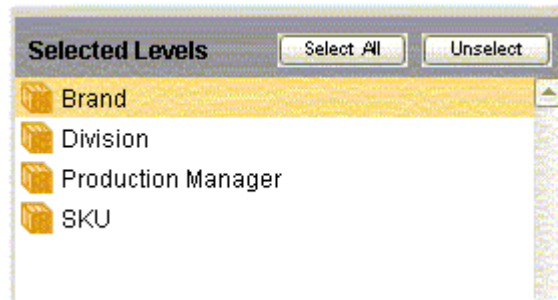 Selected Levels Select All Unselect
Brand
Division
Production Manager
SKU